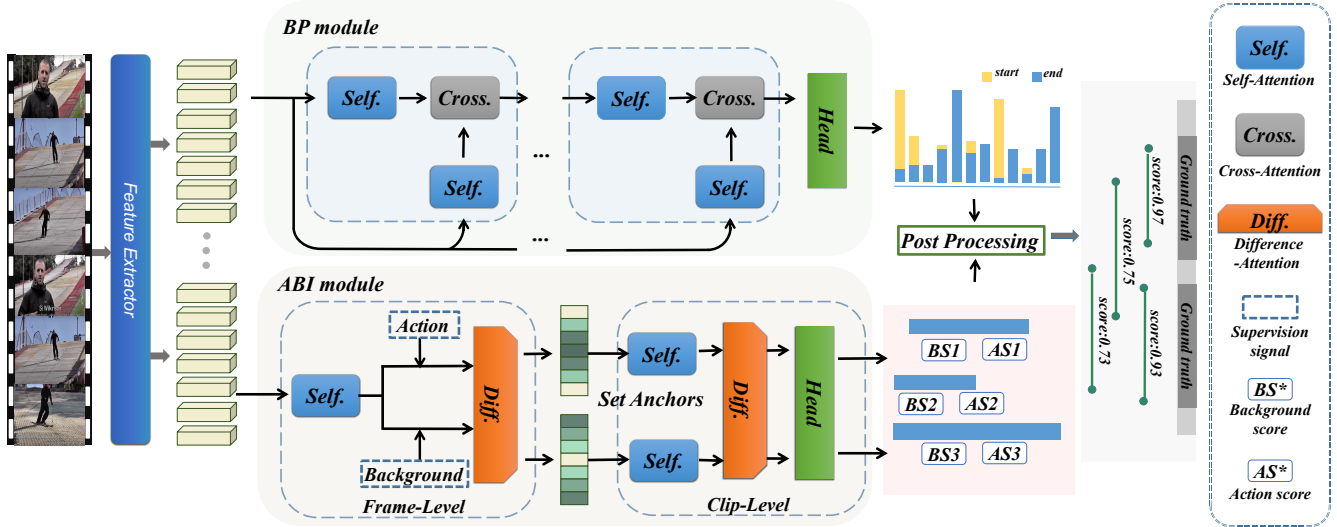 BP module
Self.
Cross.
...
Self.
Cross.
Self.
...
Self.
...
Head
start
end
Feature Extractor
Post Processing
score:0.97
score:0.75
score:0.73
score:0.93
Ground truth
Ground truth
ABI module
Action
Self.
Diff.
Background
Frame-Level
Self.
Set Anchors
Diff.
Head
Self.
Clip-Level
BS1
AS1
BS2
AS2
BS3
AS3
Self.
Self-Attention
Cross.
Cross-Attention
Diff.
Difference
-Attention
Supervision
signal
BS*
Background
score
AS*
Action score